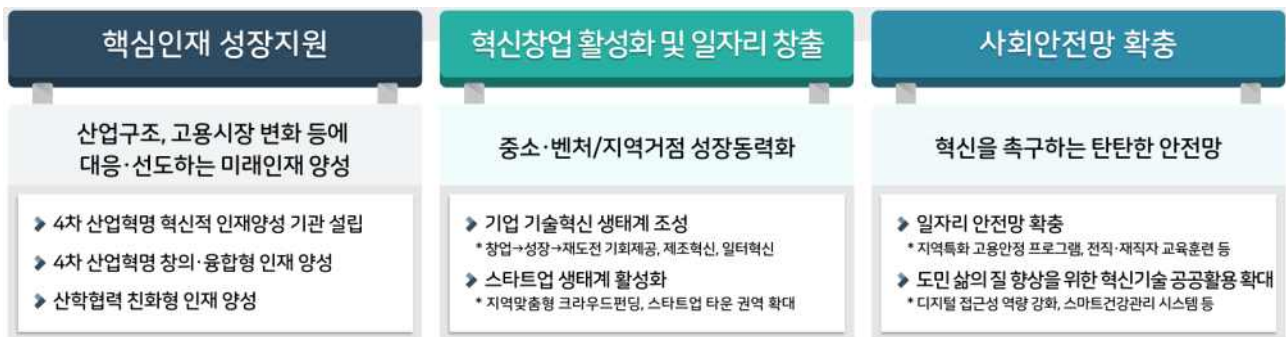 핵심인재 성장지원
산업구조, 고용시장 변화 등에
대응·선도하는 미래인재 양성
4차 산업혁명 혁신적 인재양성 기관 설립
4차 산업혁명 창의·융합형 인재 양성
산학협력 친화형 인재 양성
혁신창업 활성화 및 일자리 창출
중소·벤처/지역거점 성장동력화
기업 기술혁신 생태계 조성
* 창업→성장→재도전 기회제공, 제조혁신, 일터혁신
스타트업 생태계 활성화
* 지역맞춤형 크라우드펀딩, 스타트업 타운 권역 확대
사회안전망 확충
혁신을 촉구하는 탄탄한 안전망
일자리 안전망 확충
* 지역특화 고용안정 프로그램, 전직·재직자 교육훈련 등
도민 삶의 질 향상을 위한 혁신기술 공공활용 확대
* 디지털 접근성 역량 강화, 스마트건강관리 시스템 등